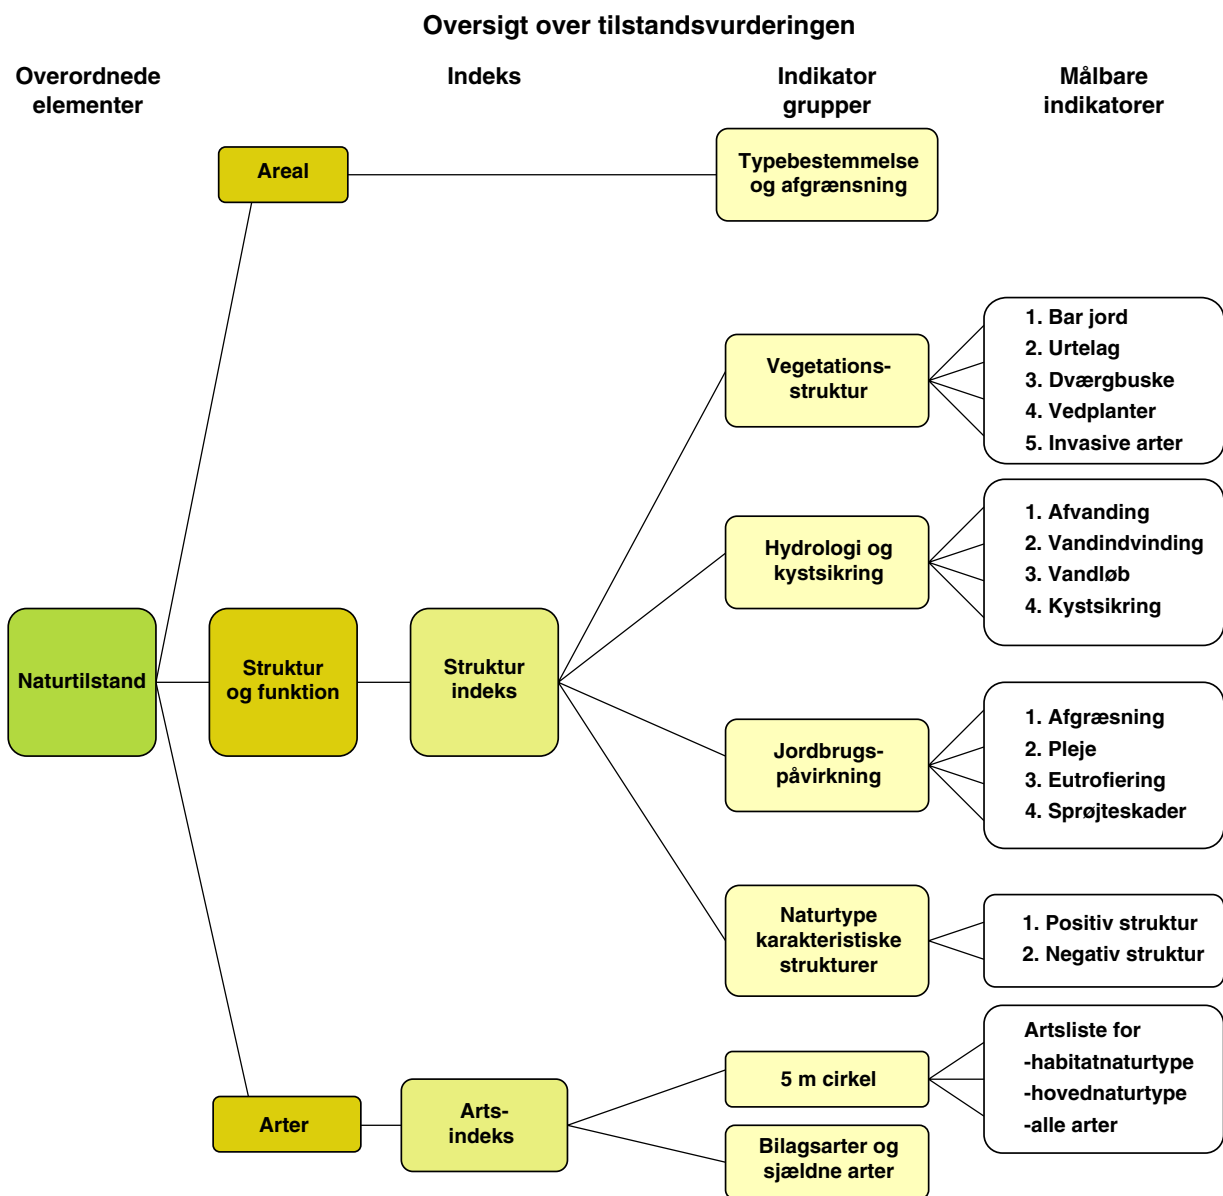 Oversigt over tilstandsvurderingen
Overordnede
elementer
Indeks
Indikator
grupper
Målbare
indikatorer
Areal
Typebestemmelse
og afgrænsning
Vegetations-
struktur
1. Bar jord
2. Urtelag
3. Dværgbuske
4. Vedplanter
5. Invasive arter
Hydrologi og
kystsikring
1. Afvanding
2. Vandindvinding
3. Vandløb
4. Kystsikring
Naturtilstand
Struktur
og funktion
Struktur
indeks
Jordbrugs-
påvirkning
1. Afgræsning
2. Pleje
3. Eutrofiering
4. Sprøjteskader
Naturtype
karakteristiske
strukturer
1. Positiv struktur
2. Negativ struktur
Arter
Arts-
indeks
5 m cirkel
Artsliste for
-habitatnaturtype
-hovednaturtype
-alle arter
Bilagsarter og
sjældne arter